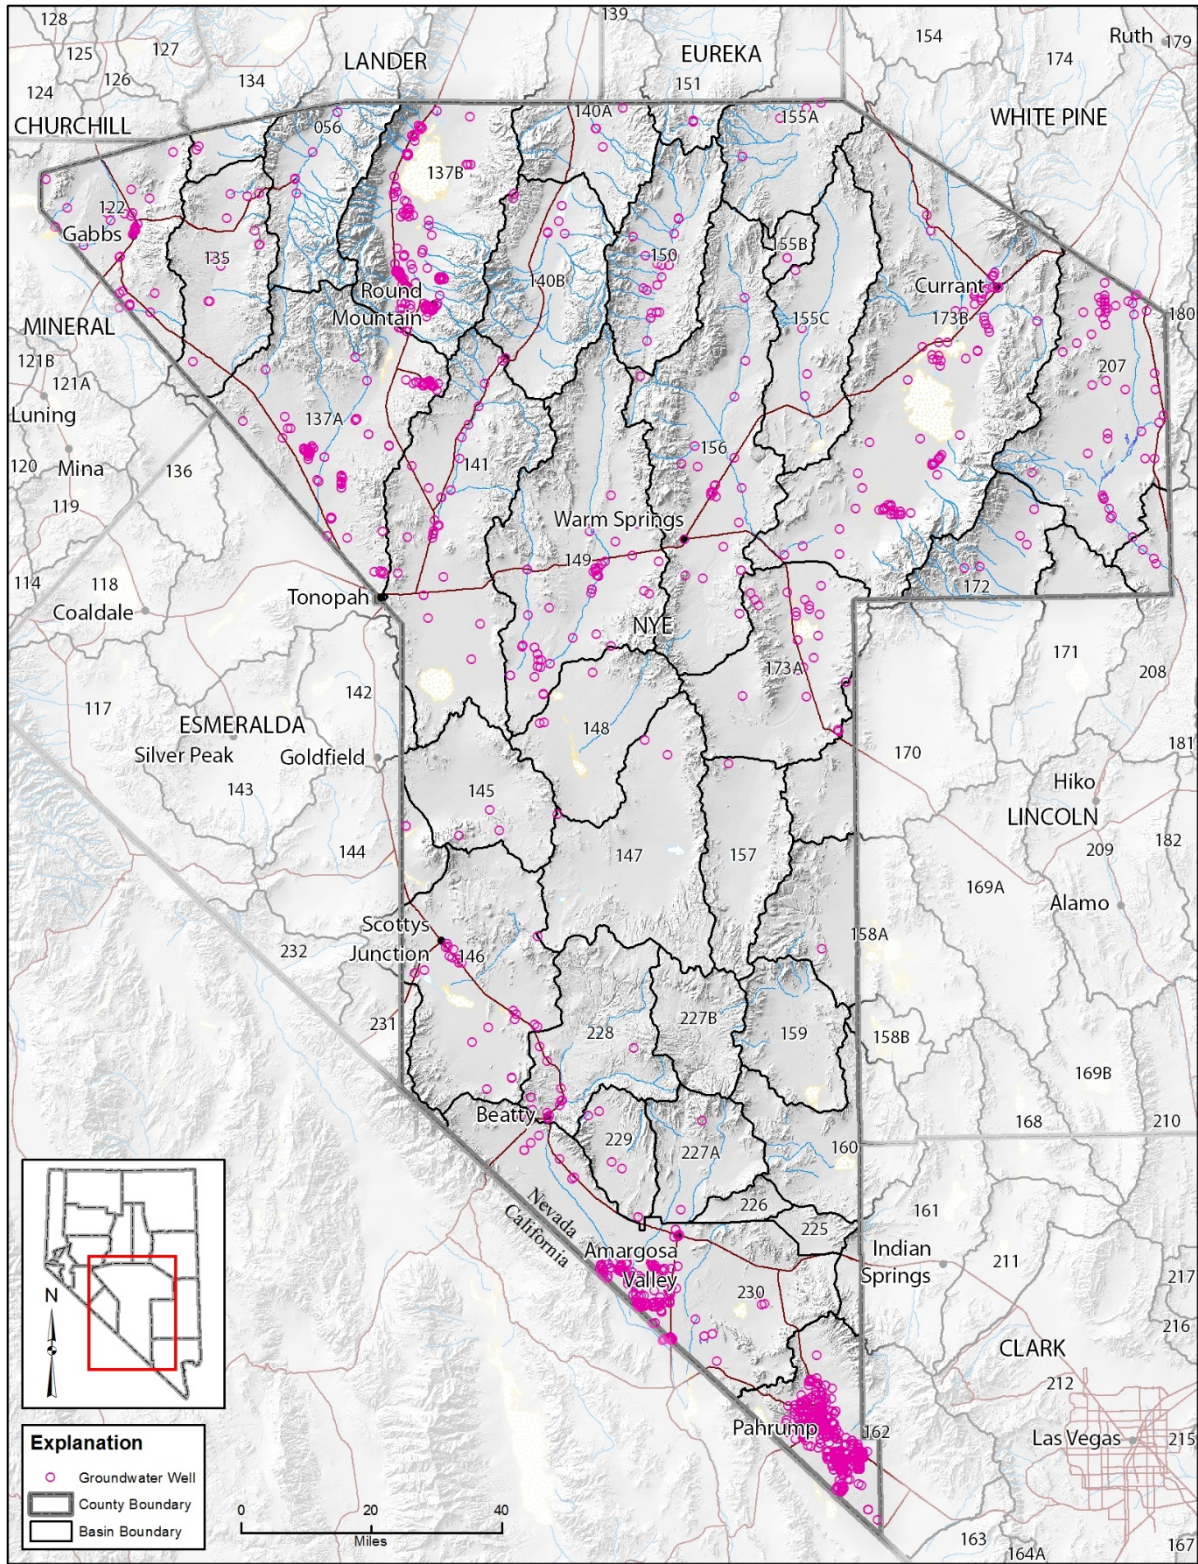 128
139
154
Ruth
179
125
127
EUREKA
174
LANDER
126
134
151
124
140A
155A
WHITE PINE
CHURCHILL
056
137B
122
Gabbs
155B
135
150
140B
Currant
Round
Mountain
173B
180
MINERAL
155C
121B
207
121A
Luning
137A
156
120
Mina
136
141
119
Warm Springs
149
114
118
172
Tonopah
Coaldale
NYE
173A
171
208
142
117
ESMERALDA
148
Silver Peak
Goldfield
170
181
Hiko
143
145
LINCOLN
182
144
147
157
209
169A
Alamo
Scottys
Junction
158A
232
146
231
228
227B
159
158B
169B
Beatty
168
210
229
227A
160
Nevada
California
226
161
225
Amargosa
Valley
Indian
Springs
211
217
230
216
CLARK
212
Pahrump
162
Las Vegas
215
163
164A
167
N
Explanation
Groundwater Well
County Boundary
Basin Boundary
0
20
40
Miles